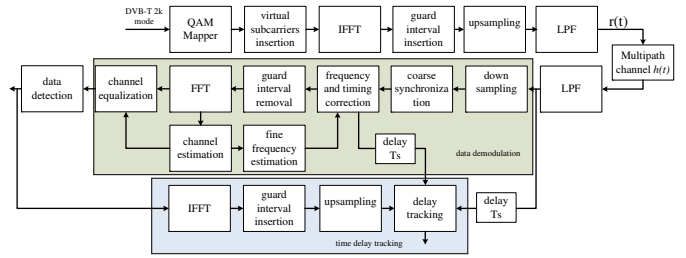 DVB-T 2k
mode
QAM
Mapper
virtual
subcarriers
insertion
IFFT
guard
interval
insertion
upsampling
LPF
r(t)
Multipath
channel h(t)
data
detection
channel
equalization
FFT
guard
interval
removal
frequency
and timing
correction
coarse
synchroniza
tion
down
sampling
LPF
channel
estimation
fine
frequency
estimation
delay
Ts
data demodulation
IFFT
guard
interval
insertion
upsampling
delay
tracking
delay
Ts
time delay tracking